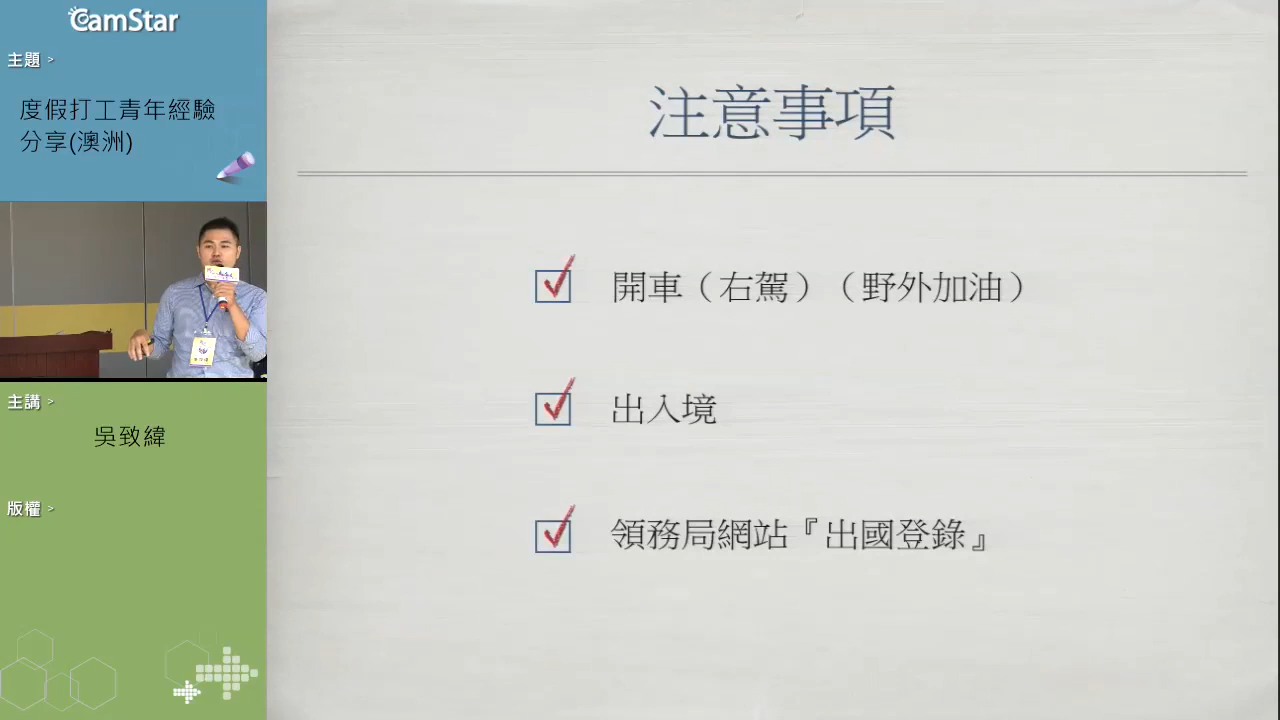 CamStar
主題 >
度假打工青年經驗
分享(澳洲)
主講 >
吳致緯
版權 >
注意事項
開車（右駕）（野外加油）
出入境
領務局網站『出國登錄』